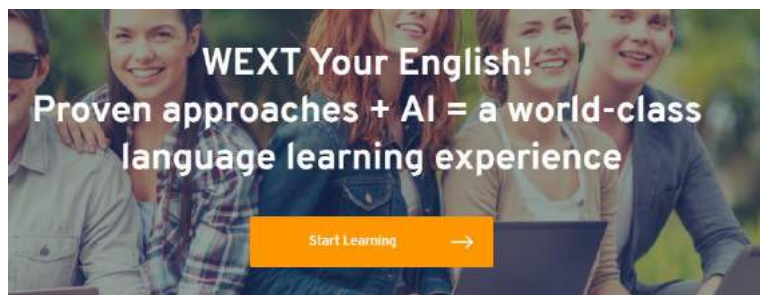 WEXT Your English!
Proven approaches + AI = a world-class
language learning experience
Start Learning